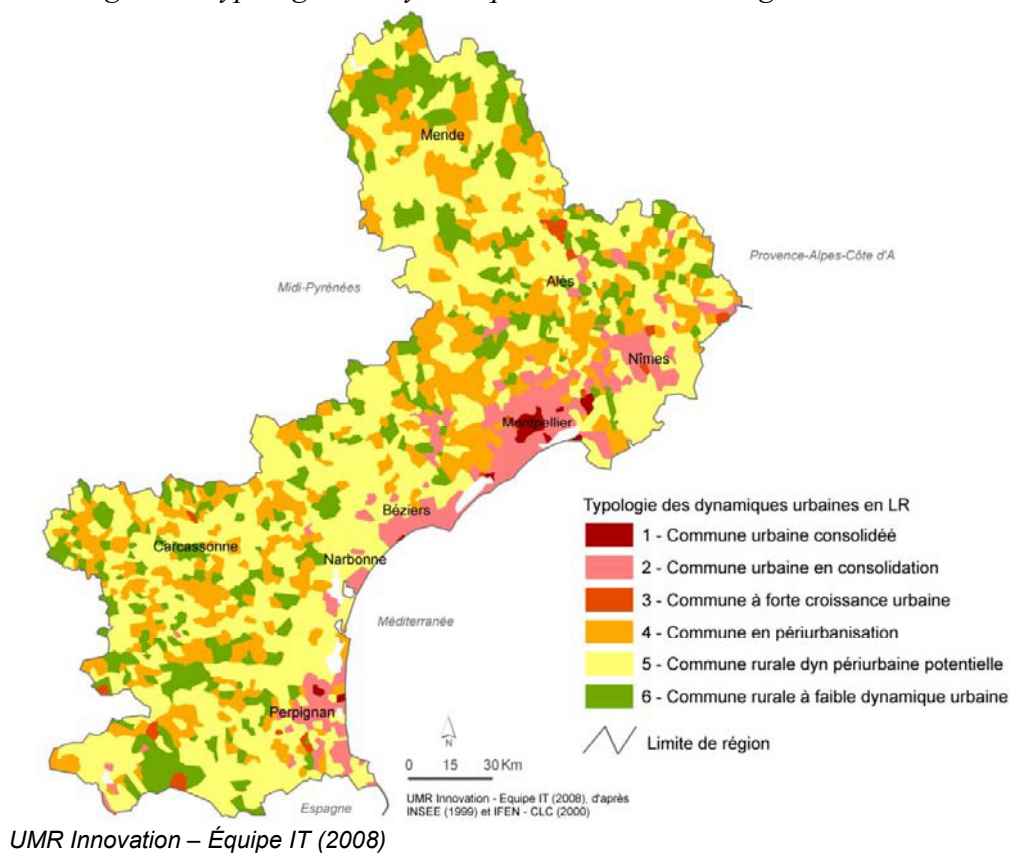 Mende
Provence-Alpes-Côte d'A
Midi-Pyrénées
Alès
Nîmes
Montpellier
Béziers
Carcassonne
Narbonne
Méditerranée
Perpignan
Espagne
Typologie des dynamiques urbaines en LR
1 - Commune urbaine consolidéé
2 - Commune urbaine en consolidation
3 - Commune à forte croissance urbaine
4 - Commune en périurbanisation
5 - Commune rurale dyn périurbaine potentielle
6 - Commune rurale à faible dynamique urbaine
Limite de région
N
0 15 30 Km
UMR Innovation - Equipe IT (2008), d'après
INSEE (1999) et IFEN - CLC (2000)
UMR Innovation – Équipe IT (2008)